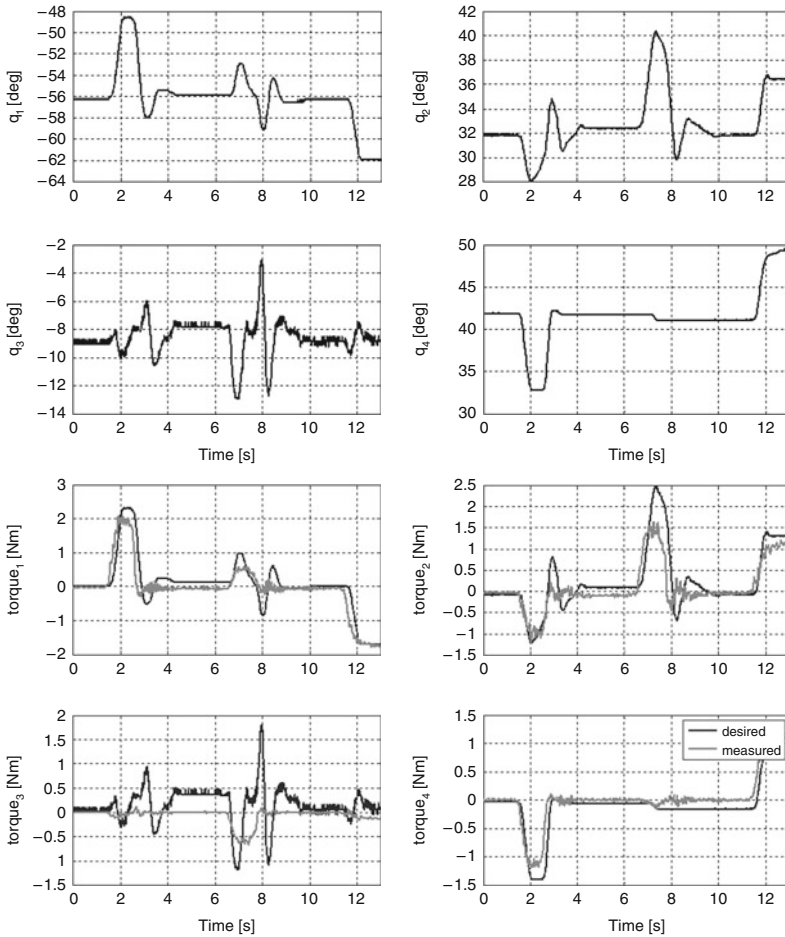 −48
−50
−52
−54
−56
−58
−60
−62
−64
q1 [deg]
0 2 4 6 8 10 12
42
40
38
36
34
32
30
28
q2 [deg]
0 2 4 6 8 10 12
−2
−4
−6
−8
−10
−12
−14
q3 [deg]
0 2 4 6 8 10 12
Time [s]
50
45
40
35
30
q4 [deg]
0 2 4 6 8 10 12
Time [s]
3
2
1
0
−1
−2
torque1 [Nm]
0 2 4 6 8 10 12
2.5
2
1.5
1
0.5
0
−0.5
−1
−1.5
torque2 [Nm]
0 2 4 6 8 10 12
2
1.5
1
0.5
0
−0.5
1
−1.5
torque3 [Nm]
0 2 4 6 8 10 12
Time [s]
1.5
1
0.5
0
−0.5
−1
−1.5
torque4 [Nm]
desired
measured
0 2 4 6 8 10 12
Time [s]